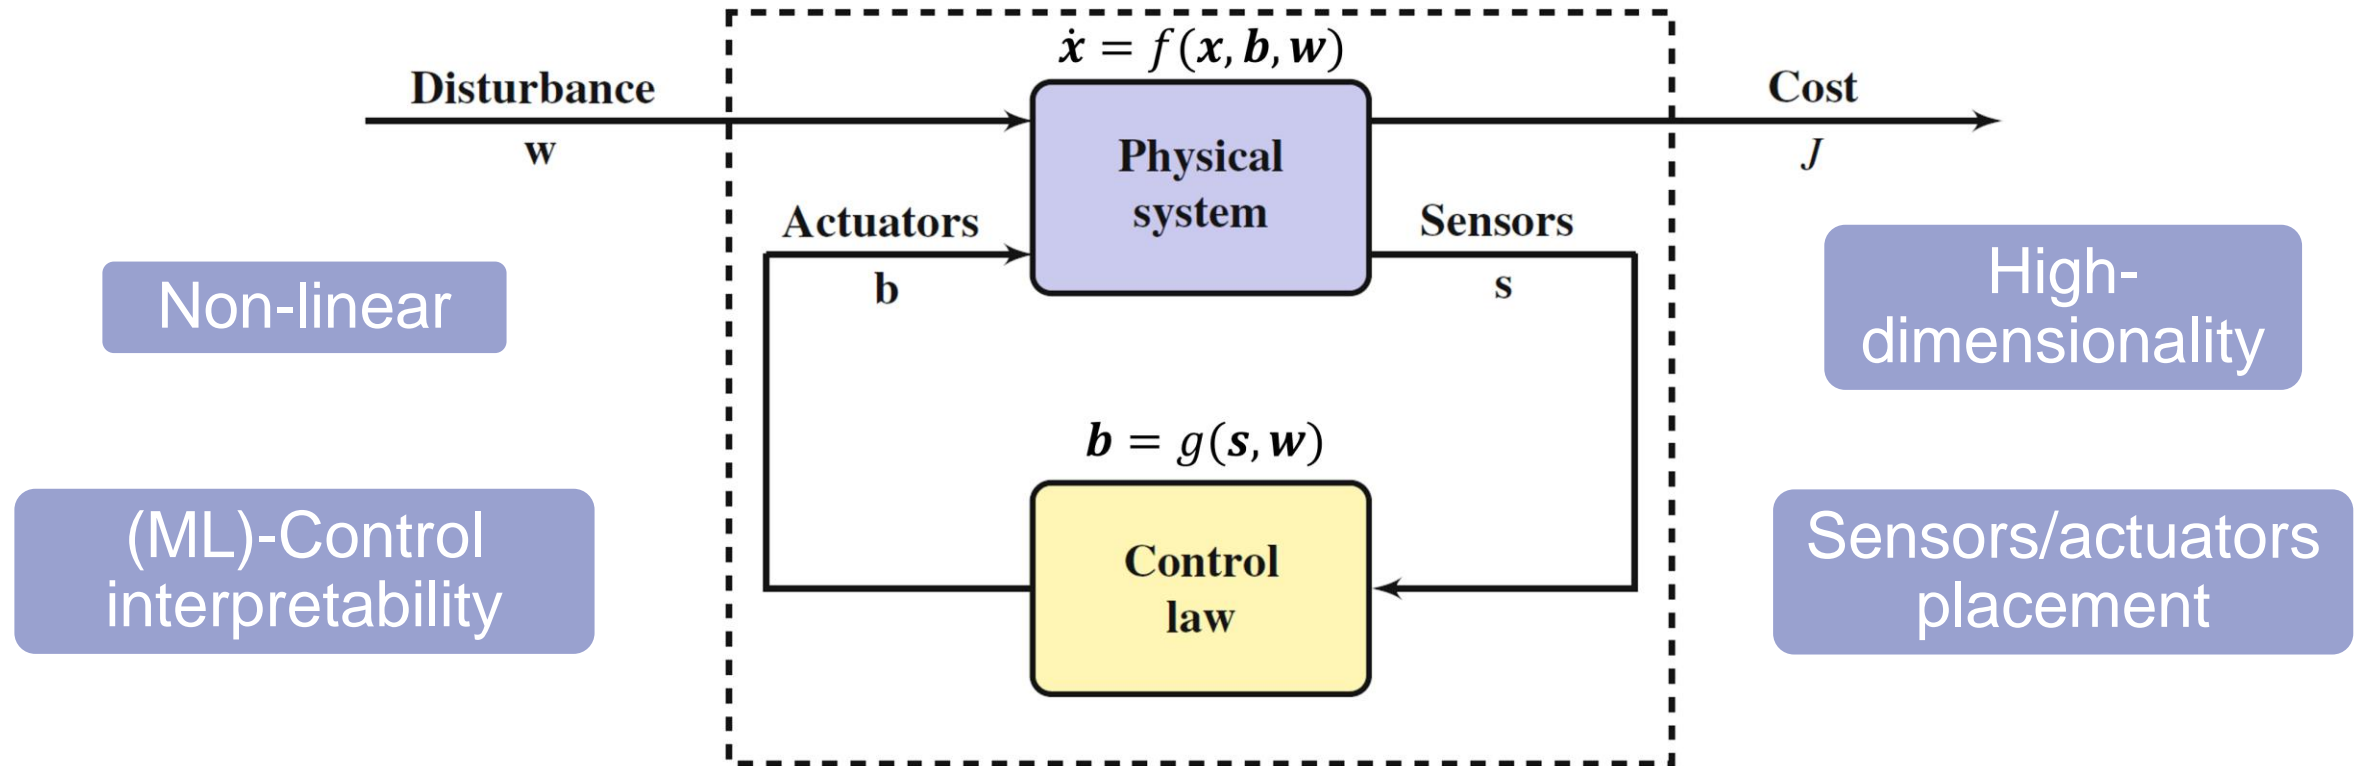 ẋ = f(x, b, w)
Disturbance
w
Cost
J
Physical
system
Actuators
b
Sensors
s
Non-linear
High-
dimensionality
b = g(s, w)
(ML)-Control
interpretability
Control
law
Sensors/actuators
placement